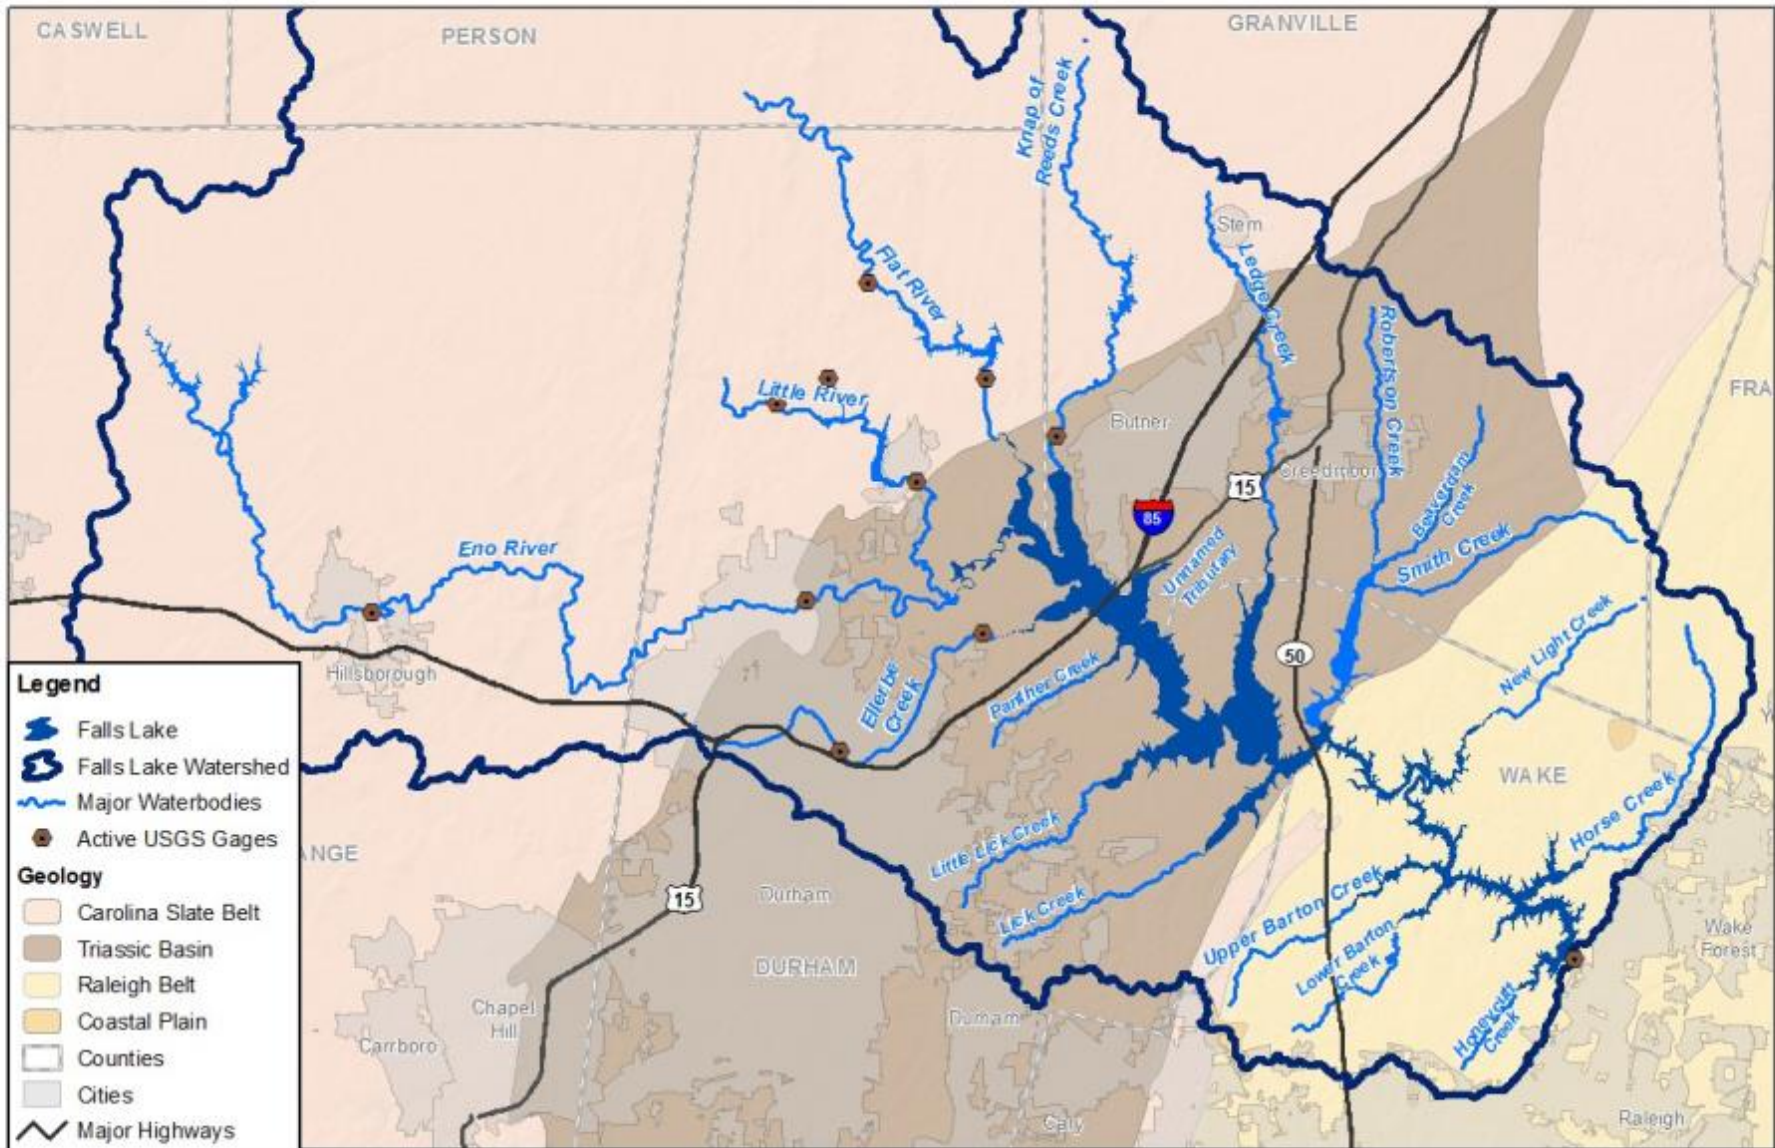 CASWELL
PERSON
GRANVILLE
Knap of
Reeds Creek
Stem
Flat River
Ledge Creek
Roberson Creek
Little River
FRA
Butner
15
Creedmoor
85
Beaverdam
Creek
Smith Creek
Eno River
Unnamed
Tributary
New Light Creek
50
Hillsborough
Ellerbe
Creek
Panther Creek
WAKE
Horse Creek
Legend
Falls Lake
Falls Lake Watershed
Major Waterbodies
Active USGS Gages
Geology
Carolina Slate Belt
Triassic Basin
Raleigh Belt
Coastal Plain
Counties
Cities
Major Highways
ANGE
15
Durham
Little Lick Creek
Lick Creek
Upper Barton Creek
Lower Barton
Creek
Wake
Forest
DURHAM
Chapel
Hill
Carrboro
Durham
Honeycutt
Creek
Cary
Raleigh